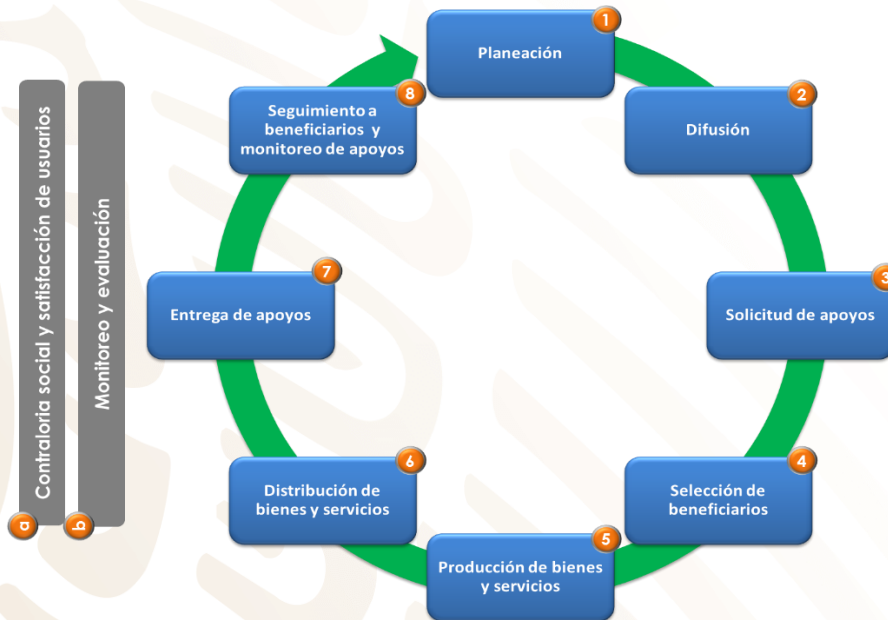 1
Planeación
2
Difusión
3
Solicitud de apoyos
4
Selección de
beneficiarios
5
Producción de bienes
y servicios
6
Distribución de
bienes y servicios
7
Entrega de apoyos
8
Seguimiento a
beneficiarios y
monitoreo de apoyos
a
Contraloria social y satisfacción de usuarios
b
Monitoreo y evaluación